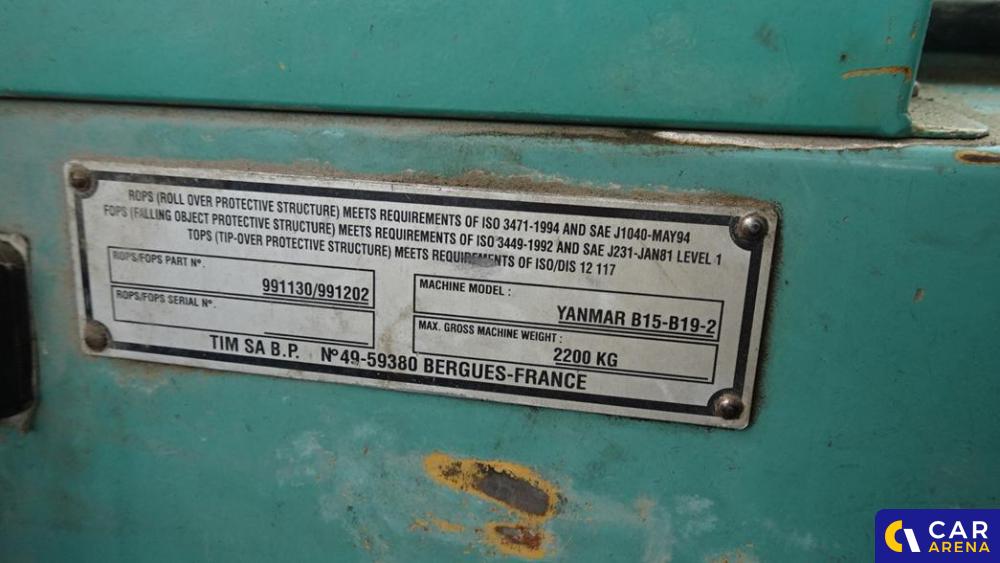 ROPS (ROLL OVER PROTECTIVE STRUCTURE) MEETS REQUIREMENTS OF ISO 3471-1994 AND SAE J1040-MAY94
FOPS (FALLING OBJECT PROTECTIVE STRUCTURE) MEETS REQUIREMENTS OF ISO 3449-1992 AND SAE J231-JAN81 LEVEL 1
TOPS (TIP-OVER PROTECTIVE STRUCTURE) MEETS REQUIREMENTS OF ISO/DIS 12 117
ROPS/FOPS PART Nº.
991130/991202
ROPS/FOPS SERIAL Nº.
MACHINE MODEL :
YANMAR B15-B19-2
MAX. GROSS MACHINE WEIGHT :
2200 KG
TIM SA B.P. Nº49-59380 BERGUES-FRANCE
CAR
ARENA